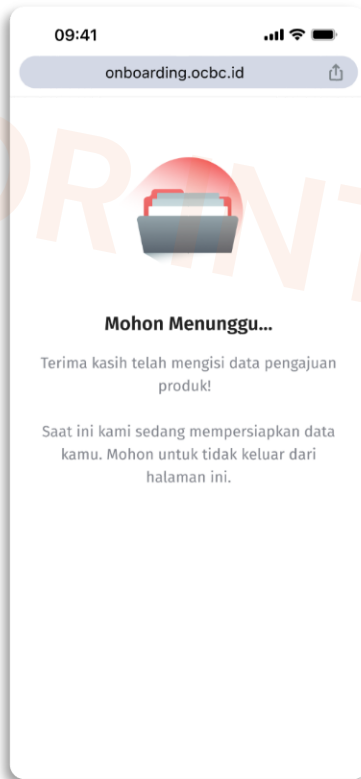 09:41
onboarding.ocbc.id
Mohon Menunggu...
Terima kasih telah mengisi data pengajuan
produk!
Saat ini kami sedang mempersiapkan data
kamu. Mohon untuk tidak keluar dari
halaman ini.